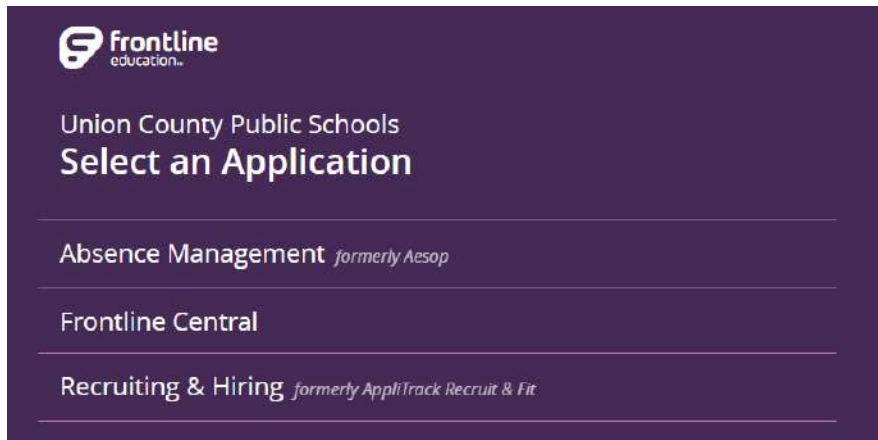 frontline
education™
Union County Public Schools
Select an Application
Absence Management formerly Aesop
Frontline Central
Recruiting & Hiring formerly AppliTrack Recruit & Fit